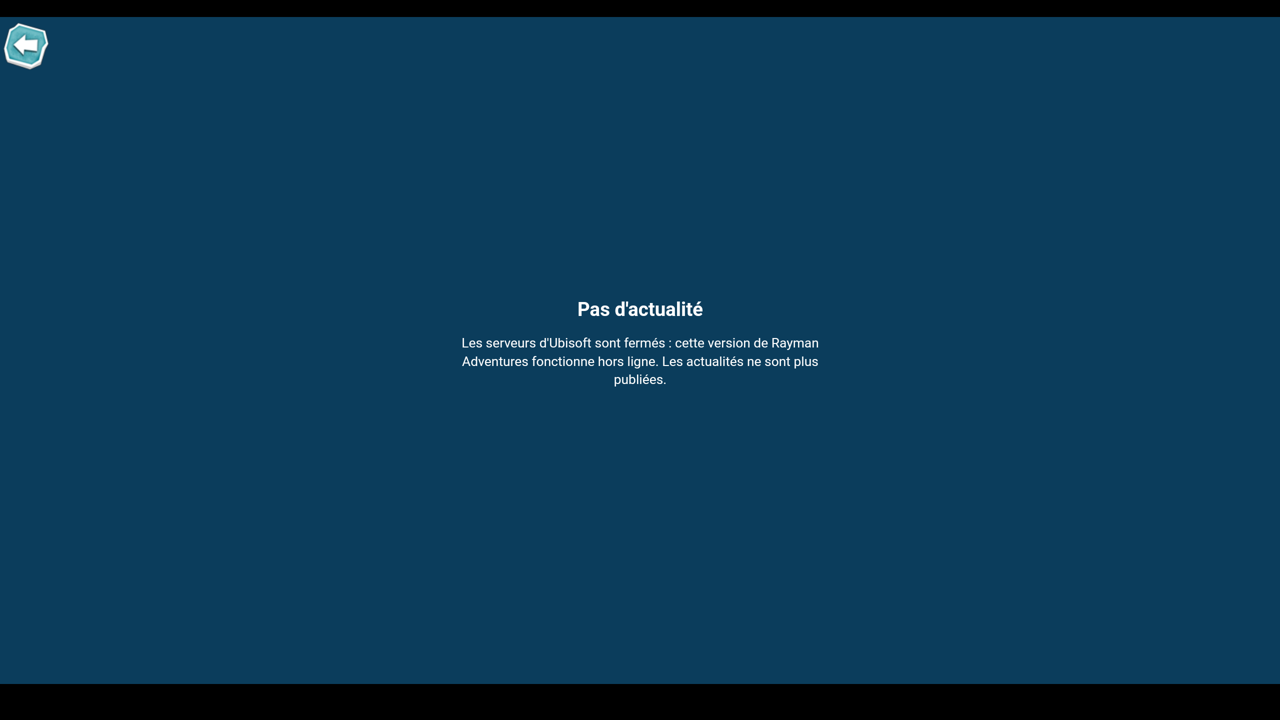 Pas d'actualité
Les serveurs d'Ubisoft sont fermés : cette version de Rayman
Adventures fonctionne hors ligne. Les actualités ne sont plus
publiées.